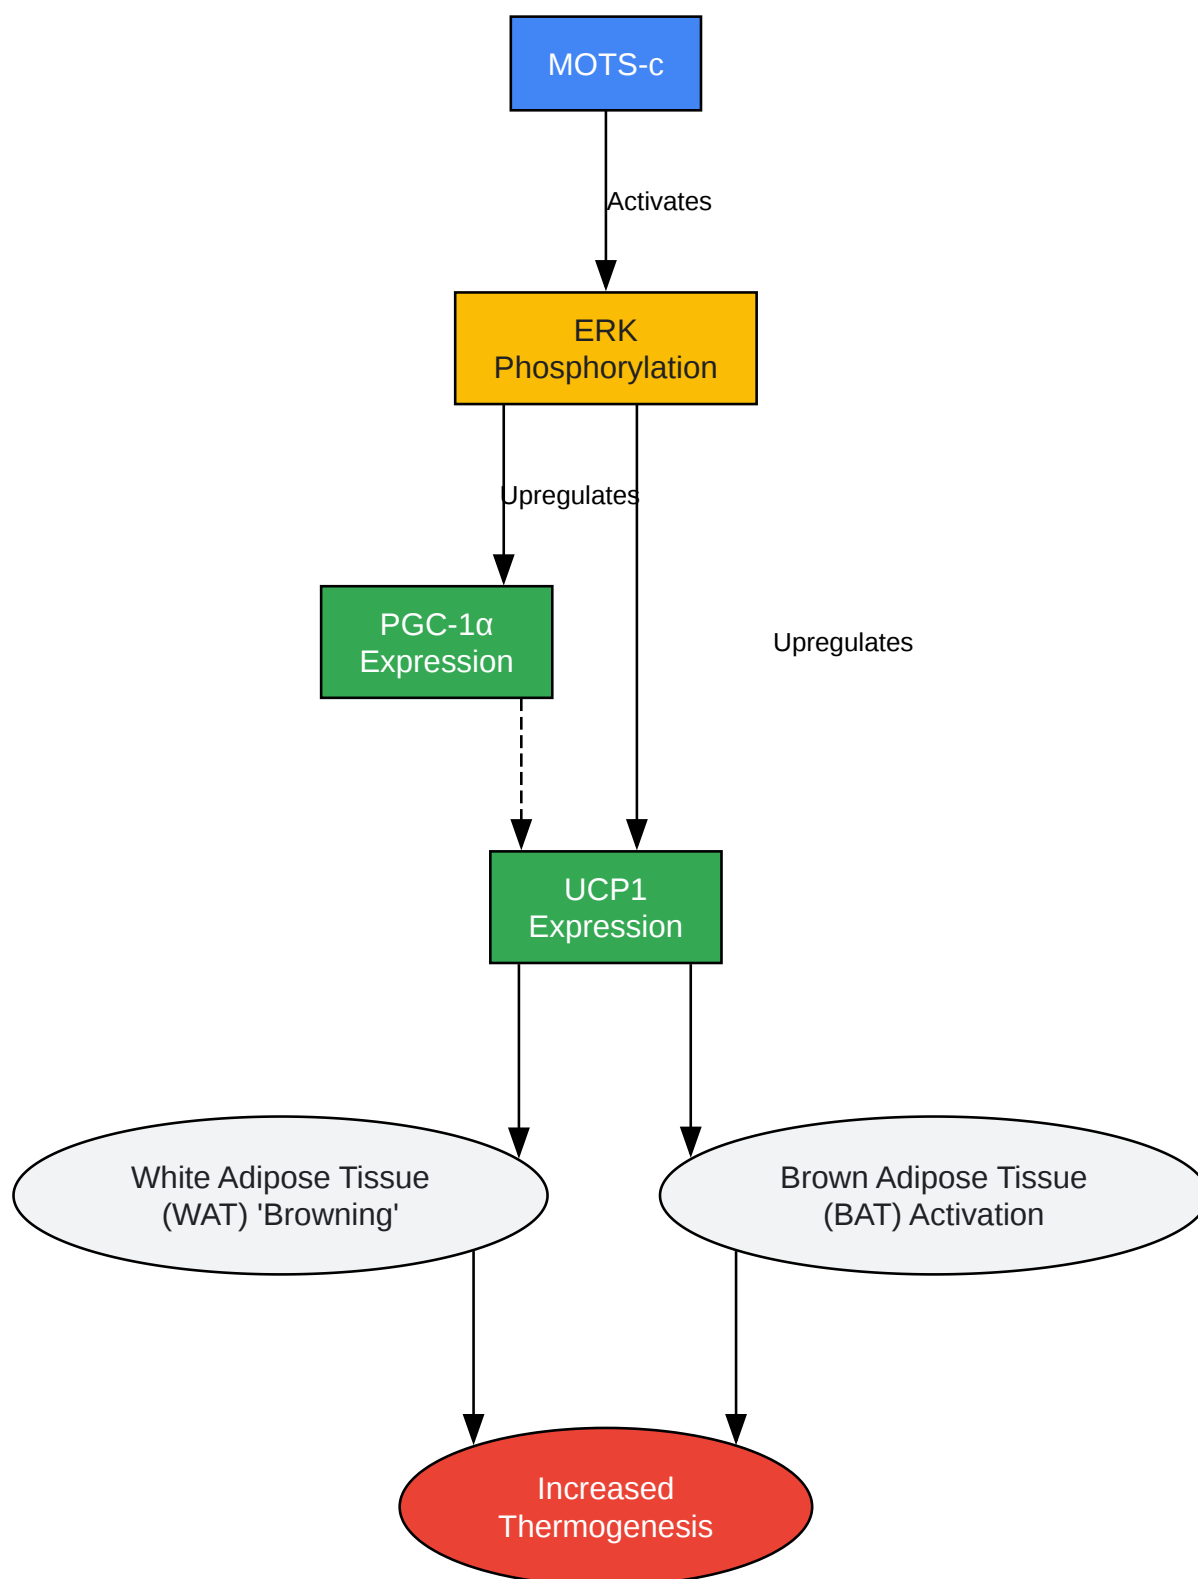 MOTS-c
Activates
ERK
Phosphorylation
Upregulates
PGC-1α
Expression
Upregulates
UCP1
Expression
White Adipose Tissue
(WAT) 'Browning'
Brown Adipose Tissue
(BAT) Activation
Increased
Thermogenesis